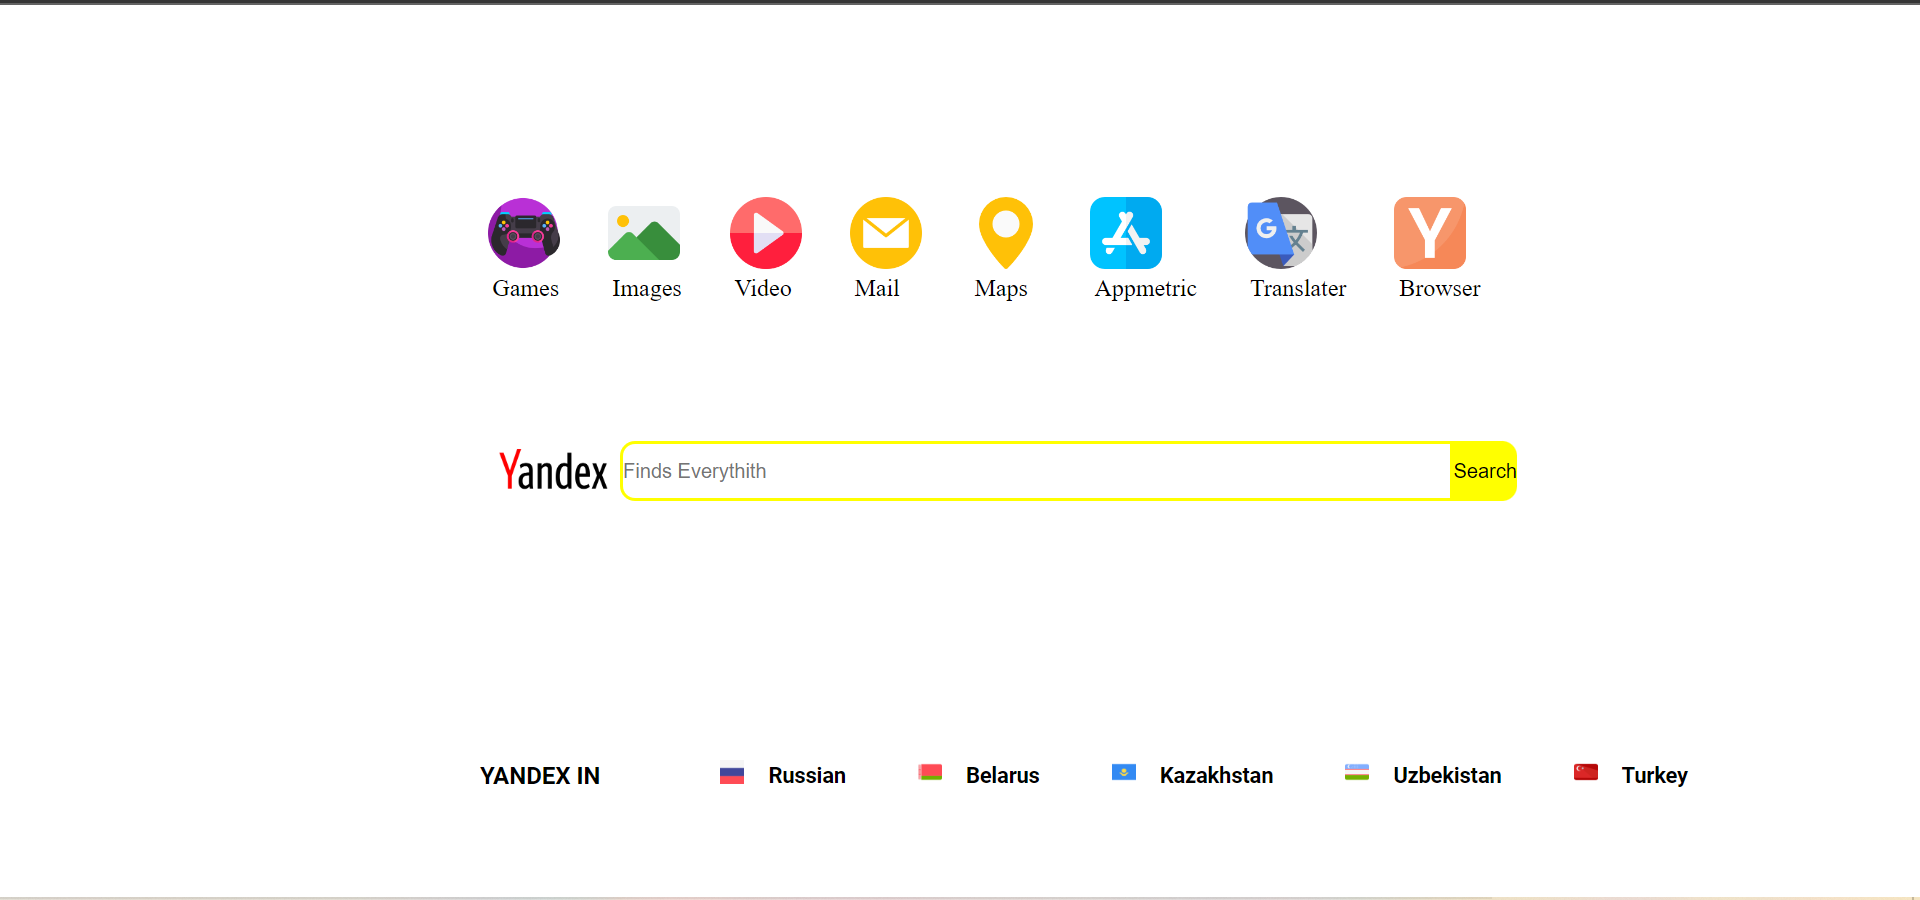 Games Images Video Mail Maps Appmetric Translater Browser
Yandex Finds Everythith Search
YANDEX IN Russian Belarus Kazakhstan Uzbekistan Turkey